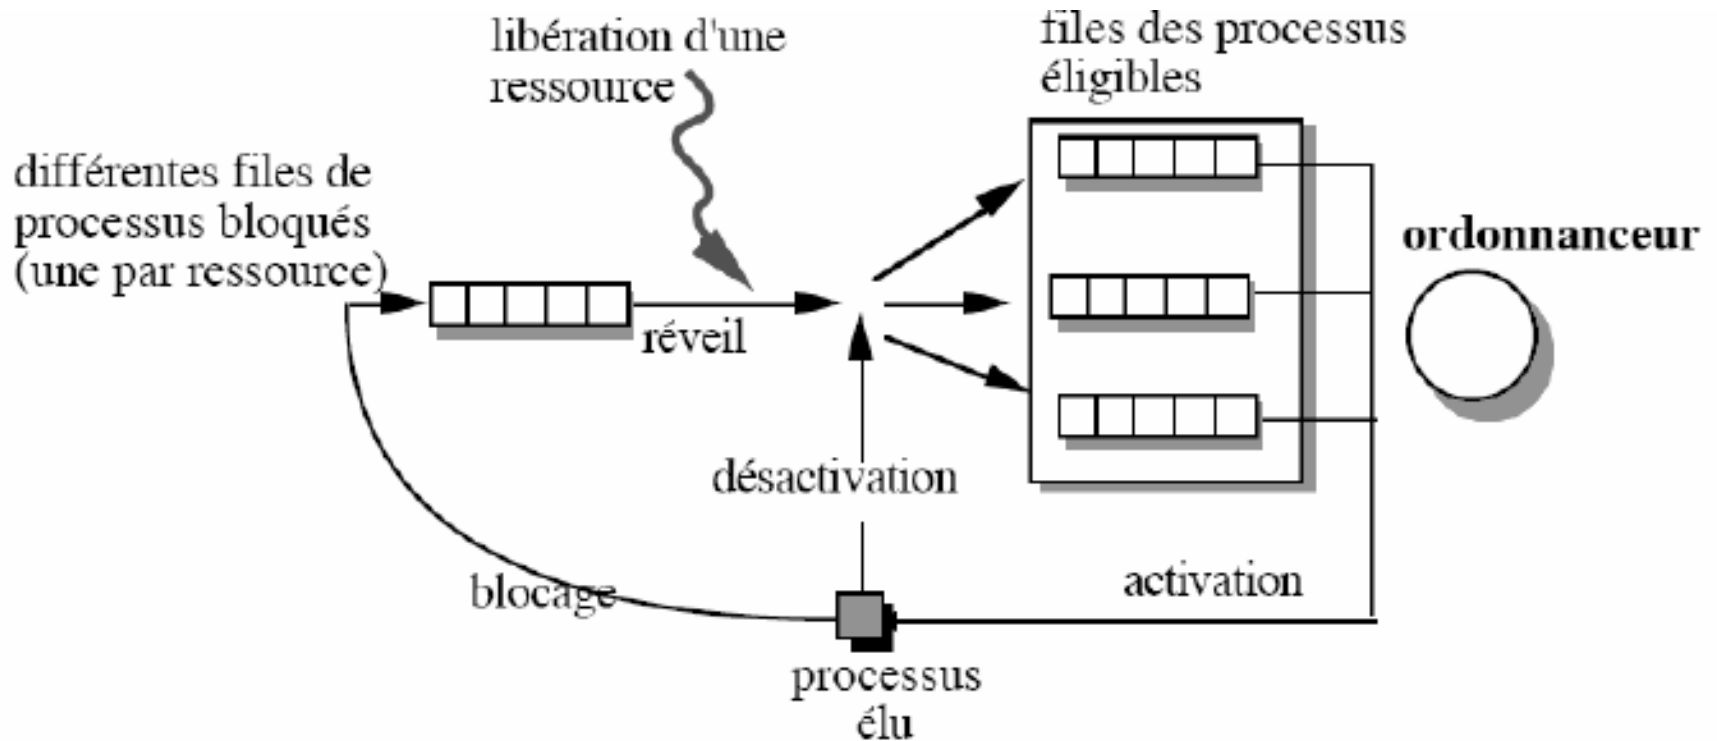 libération d'une
ressource
files des processus
éligibles
différentes files de
processus bloqués
(une par ressource)
ordonnanceur
réveil
désactivation
blocage
activation
processus
élu